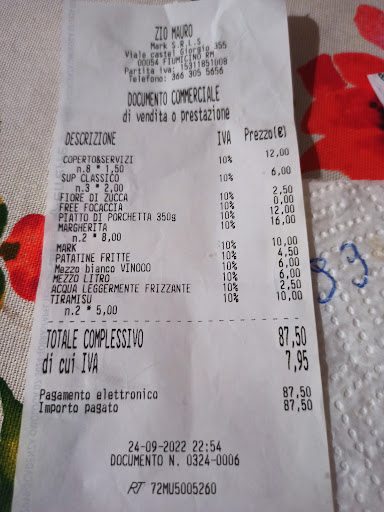 ZIO MAURO
Mark S.R.L.S
Viale castel Giorgio 355
00054 FIUMICINO RM
Partita iva: 15311851009
Telefono: 366 305 5656
DOCUMENTO COMMERCIALE
di vendita o prestazione
DESCRIZIONE IVA Prezzo(€)
COPERTO&SERVIZI 10% 12,00
n.8 * 1,50
SUP CLASSICO 10% 6,00
n.3 * 2,00
FIORE DI ZUCCA 10% 2,50
FREE FOCACCIA 10% 0,00
PIATTO DI PORCHETTA 350g 10% 12,00
MARGHERITA 10% 16,00
n.2 * 8,00
MARK 10% 10,00
PATATINE FRITTE 10% 4,50
Mezzo bianco VINOOO 10% 6,00
MEZZO LITRO 10% 6,00
ACQUA LEGGERMENTE FRIZZANTE 10% 2,50
TIRAMISU 10% 10,00
n.2 * 5,00
TOTALE COMPLESSIVO 87,50
di cui IVA 7,95
Pagamento elettronico 87,50
Importo pagato 87,50
24-09-2022 22:54
DOCUMENTO N. 0324-0006
RT 72MU5005260